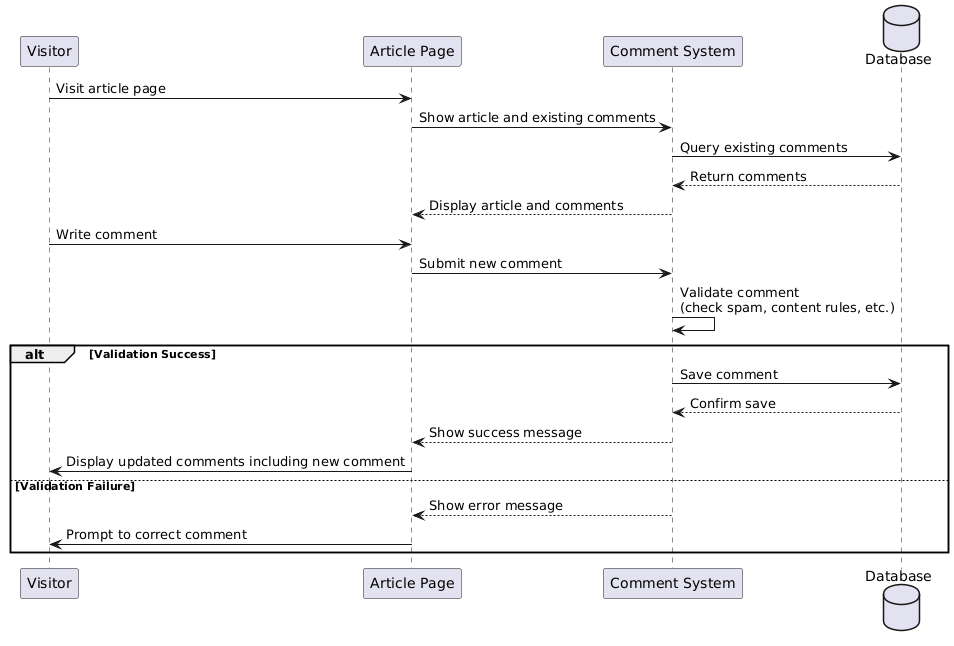 Database
Visitor
Article Page
Comment System
Visit article page
Show article and existing comments
Query existing comments
Return comments
Display article and comments
Write comment
Submit new comment
Validate comment
(check spam, content rules, etc.)
alt
[Validation Success]
Save comment
Confirm save
Show success message
Display updated comments including new comment
[Validation Failure]
Show error message
Prompt to correct comment
Visitor
Article Page
Comment System
Database